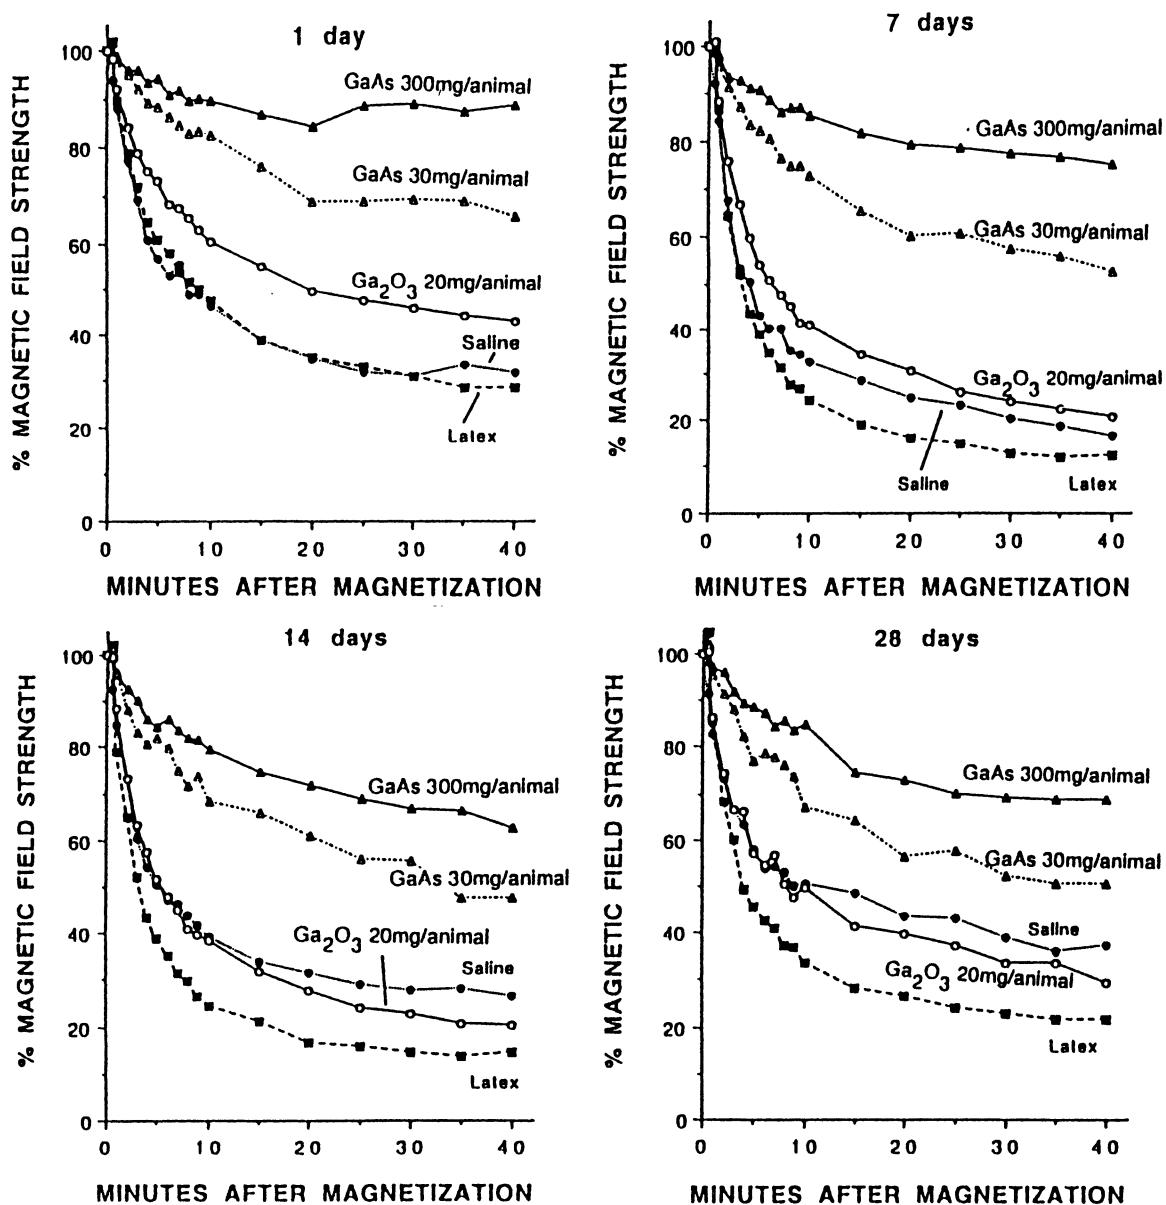 1 day
% MAGNETIC FIELD STRENGTH
100
80
60
40
20
0
GaAs 300mg/animal
GaAs 30mg/animal
Ga2O3 20mg/animal
Saline
Latex
0 10 20 30 40
MINUTES AFTER MAGNETIZATION
7 days
% MAGNETIC FIELD STRENGTH
100
80
60
40
20
0
GaAs 300mg/animal
GaAs 30mg/animal
Ga2O3 20mg/animal
Saline
Latex
0 10 20 30 40
MINUTES AFTER MAGNETIZATION
14 days
% MAGNETIC FIELD STRENGTH
100
80
60
40
20
0
GaAs 300mg/animal
GaAs 30mg/animal
Ga2O3 20mg/animal
Saline
Latex
0 10 20 30 40
MINUTES AFTER MAGNETIZATION
28 days
% MAGNETIC FIELD STRENGTH
100
80
60
40
20
0
GaAs 300mg/animal
GaAs 30mg/animal
Saline
Ga2O3 20mg/animal
Latex
0 10 20 30 40
MINUTES AFTER MAGNETIZATION